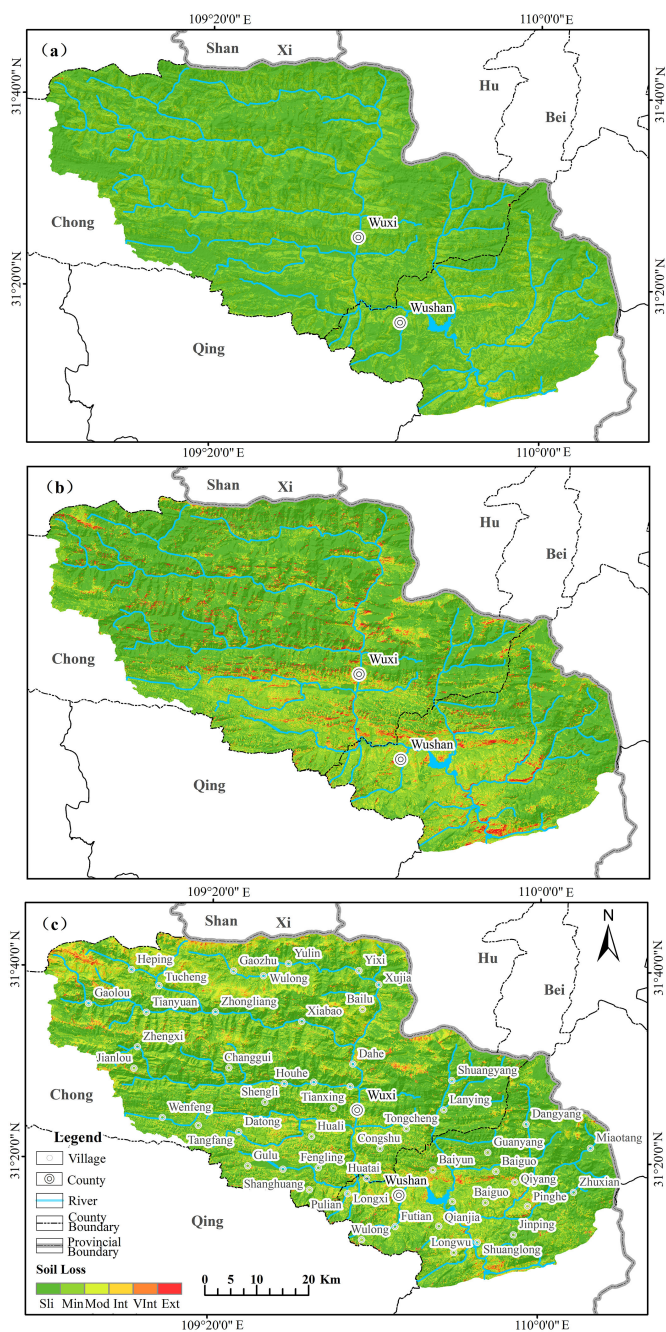 109°20'0" E
110°0'0" E
(a)
Shan
Xi
Hu
Bei
31°40'0" N
31°40'0" N
Chong
Wuxi
31°20'0" N
31°20'0" N
Wushan
Qing
109°20'0" E
110°0'0" E
(b)
Shan
Xi
Hu
Bei
Chong
Wuxi
Wushan
Qing
109°20'0" E
110°0'0" E
(c)
Shan
Xi
N
Hu
Bei
31°40'0" N
31°40'0" N
Heping
Gaozhu
Yulin
Yixi
Tucheng
Wulong
Xujia
Gaolou
Tianyuan
Zhongliang
Xiabao
Bailu
Zhengxi
Jianlou
Changgui
Dahe
Houhe
Shuangyang
Chong
Shengli
Wuxi
Wenfeng
Tianxing
Lanying
Dangyang
Datong
Huali
Tongcheng
Miaotang
Tangfang
Congshu
Guanyang
31°20'0" N
31°20'0" N
Gulu
Fengling
Huatai
Baiyun
Baiguo
Shanghuang
Wushan
Qiyang
Zhuxian
Pulian
Longxi
Baiguo
Pinghe
Wulong
Futian
Qianjia
Jinping
Qing
Longwu
Shuanglong
Legend
Village
County
River
County
Boundary
Provincial
Boundary
Soil Loss
Sli Min Mod Int VInt Ext
0 5 10 20 Km
109°20'0" E
110°0'0" E